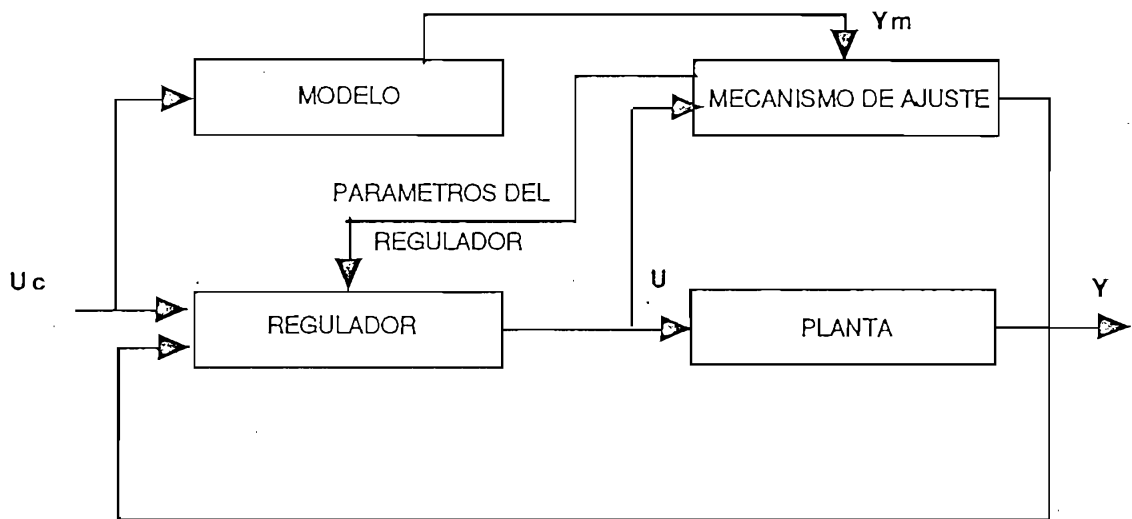 Ym
MODELO
MECANISMO DE AJUSTE
PARAMETROS DEL
REGULADOR
Uc
U
Y
REGULADOR
PLANTA